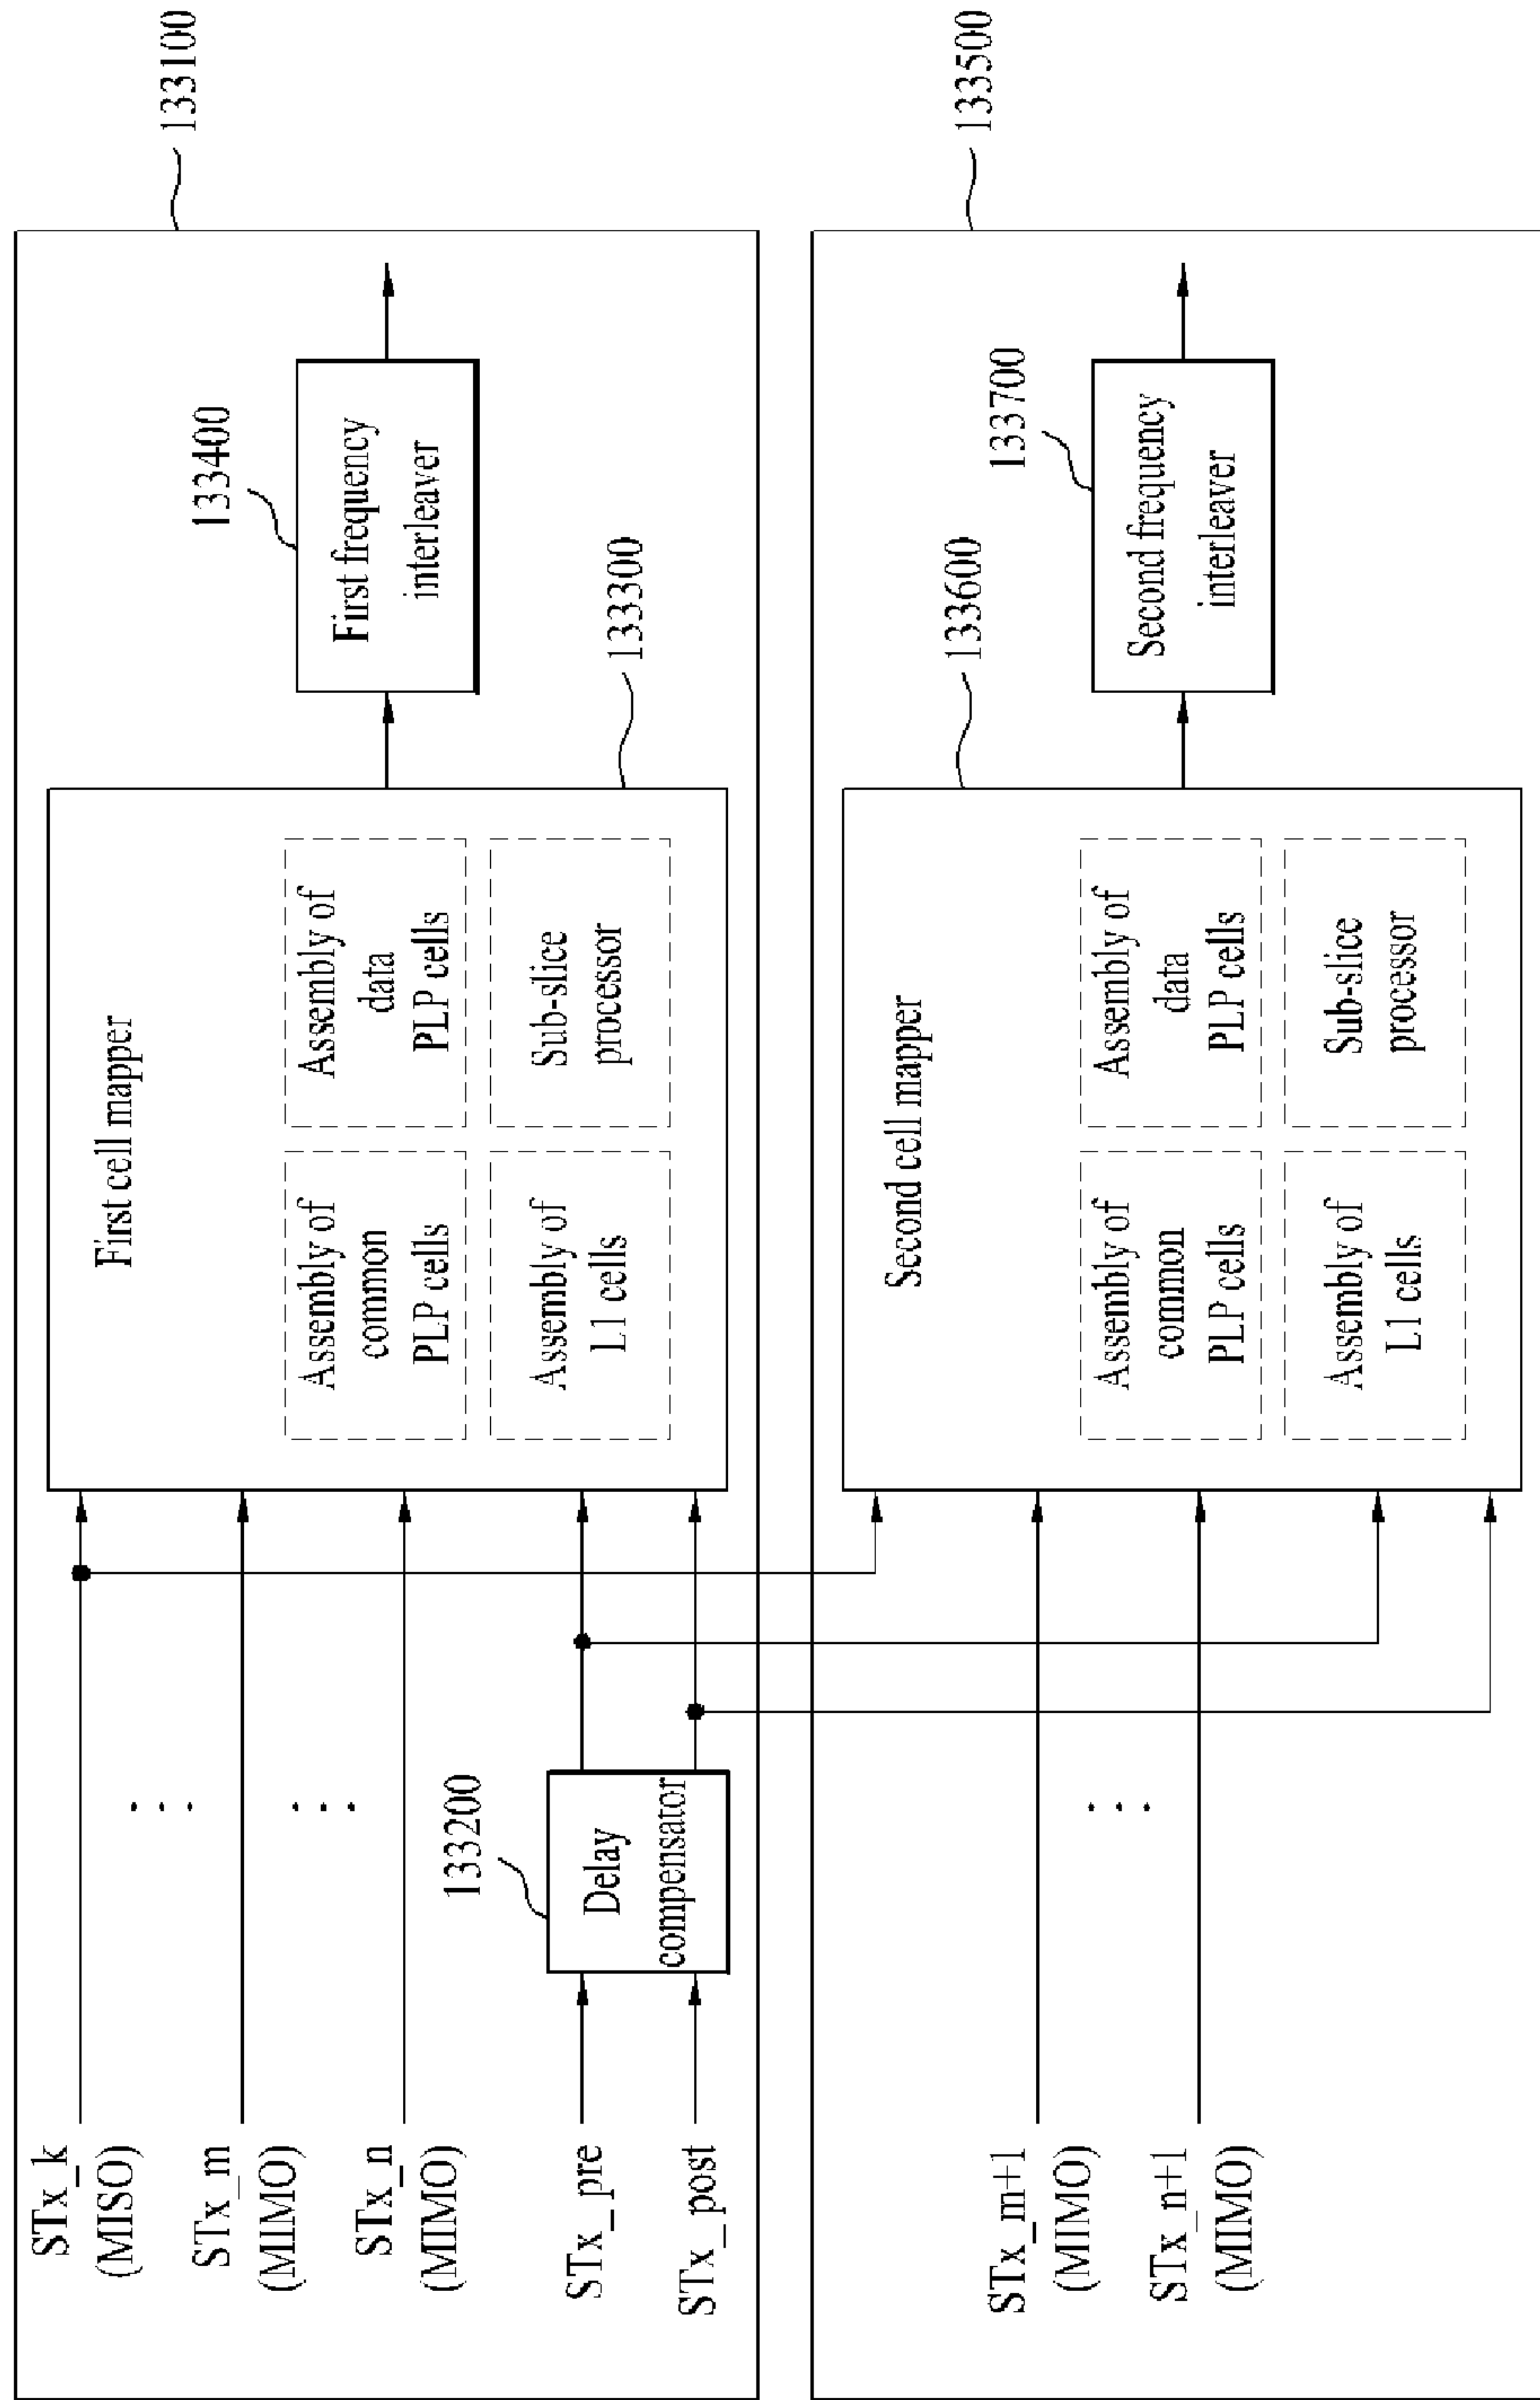 133100
STx_k
(MISO)
STx_m
(MIMO)
STx_n
(MIMO)
STx_pre
STx_post
133200
Delay
compensator
First cell mapper
Assembly of
common
PLP cells
Assembly of
data
PLP cells
Assembly of
L1 cells
Sub-slice
processor
133300
133400
First frequency
interleaver
133500
STx_m+1
(MIMO)
STx_n+1
(MIMO)
Second cell mapper
Assembly of
common
PLP cells
Assembly of
data
PLP cells
Assembly of
L1 cells
Sub-slice
processor
133600
133700
Second frequency
interleaver